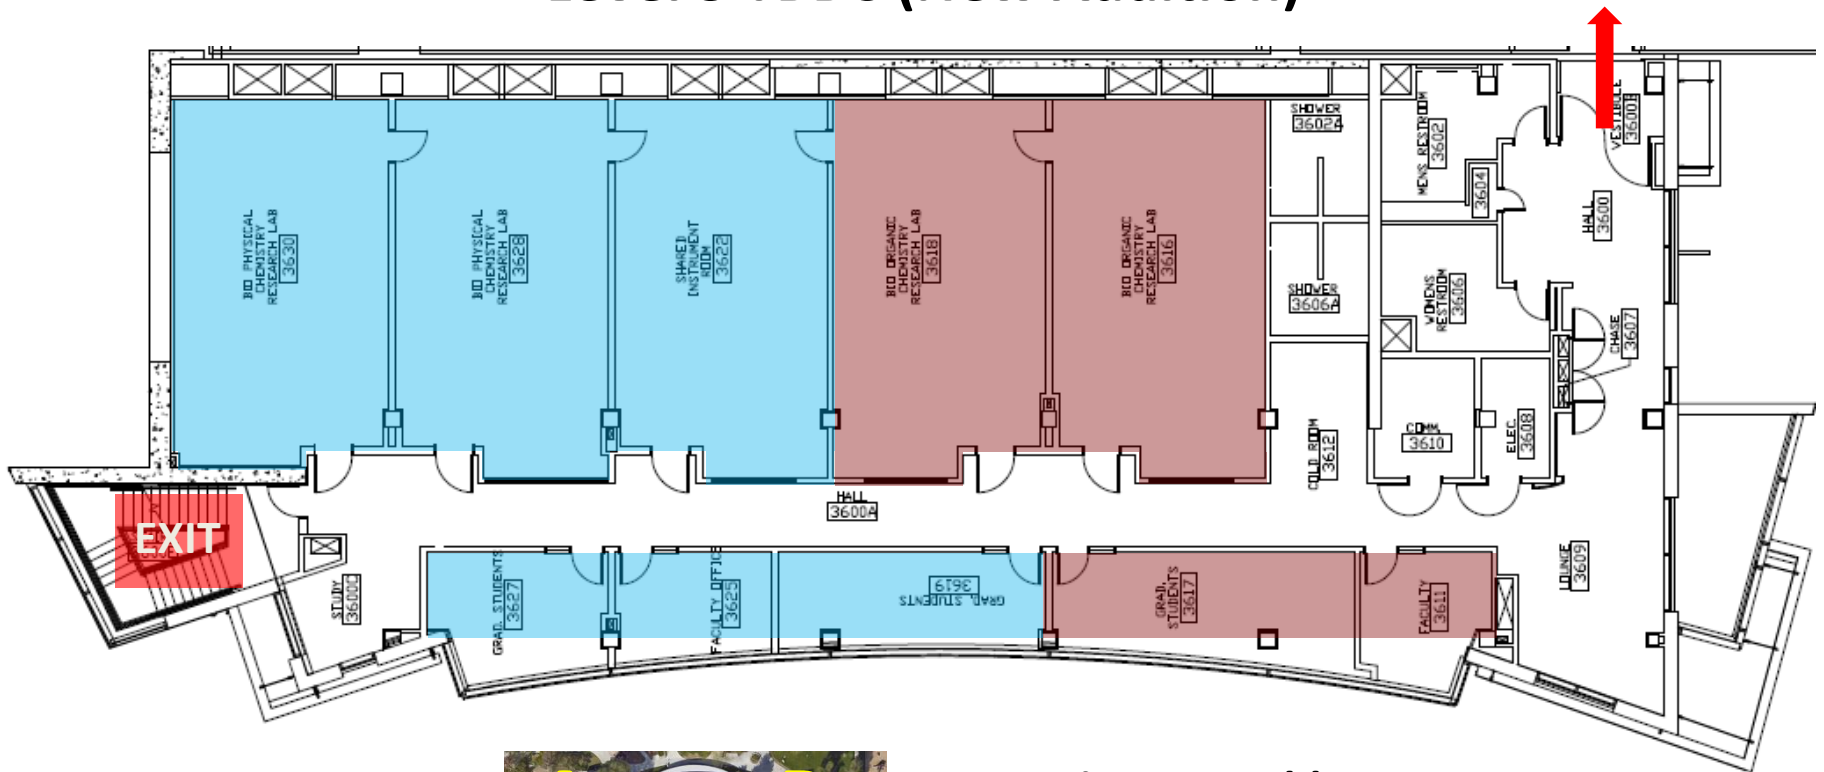 SHOWER
3602A
MENS RESTROOM
3602
VESTIBULE
3600B
3604
HALL
3600
BIO PHYSICAL
CHEMISTRY
RESEARCH LAB
3630
BIO PHYSICAL
CHEMISTRY
RESEARCH LAB
3628
SHARED
INSTRUMENT
ROOM
3622
BIO ORGANIC
CHEMISTRY
RESEARCH LAB
3618
BIO ORGANIC
CHEMISTRY
RESEARCH LAB
3616
SHOWER
3606A
WOMENS
RESTROOM
3606
CHASE
3607
COLD ROOM
3612
COMM.
3610
ELEC.
3608
HALL
3600A
EXIT
STUDY
3600C
GRAD. STUDENTS
3627
FACULTY OFFICE
3625
GRAD. STUDENTS
3619
GRAD.
STUDENTS
3617
FACULTY
3611
LOUNGE
3609